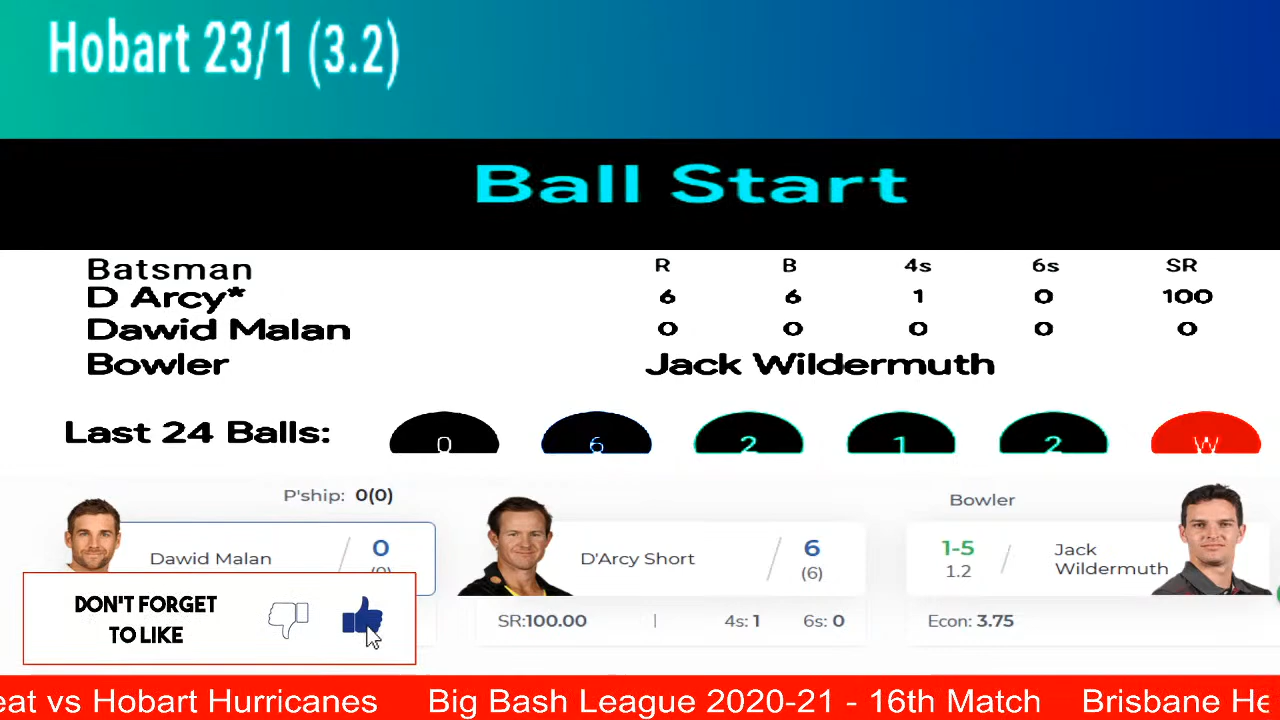 Hobart 23/1 (3.2)
Ball Start
Batsman R B 4s 6s SR
D Arcy* 6 6 1 0 100
Dawid Malan 0 0 0 0 0
Bowler Jack Wildermuth
Last 24 Balls: 0 6 2 1 2 W
P'ship: 0(0)
Dawid Malan 0
(0)
D'Arcy Short 6
(6)
SR:100.00 4s: 1 6s: 0
Bowler
1-5
1.2
Jack
Wildermuth
Econ: 3.75
DON'T FORGET
TO LIKE
eat vs Hobart Hurricanes Big Bash League 2020-21 - 16th Match Brisbane He